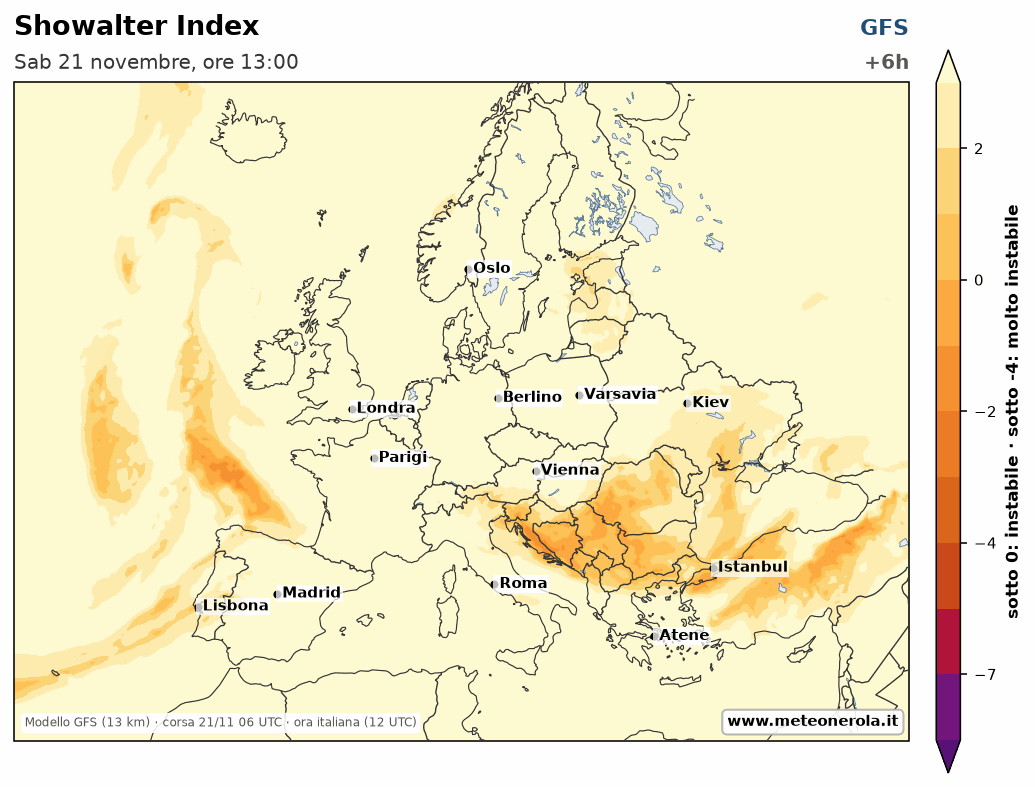 Showalter Index
GFS
Sab 21 novembre, ore 13:00
+6h
Oslo
Berlino
Varsavia
Kiev
Londra
Parigi
Vienna
Istanbul
Roma
Madrid
Lisbona
Atene
Modello GFS (13 km) · corsa 21/11 06 UTC · ora italiana (12 UTC)
www.meteonerola.it
2
0
−2
−4
−7
sotto 0: instabile · sotto -4: molto instabile